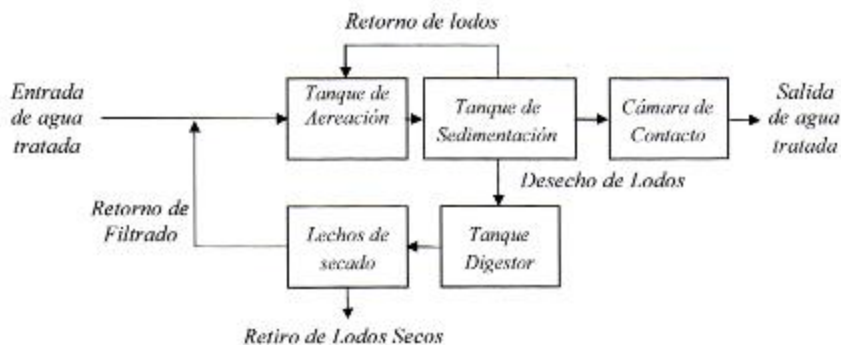 Retorno de lodos
Entrada
de agua
tratada
Tanque de
Aereación
Tanque de
Sedimentación
Cámara de
Contacto
Salida
de agua
tratada
Desecho de Lodos
Retorno de
Filtrado
Lechos de
secado
Tanque
Digestor
Retiro de Lodos Secos